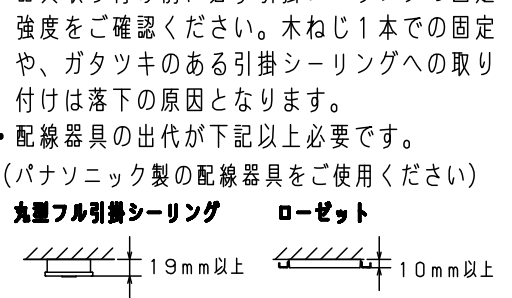 強度をご確認ください。木ねじ１本での固定
や、ガタツキのある引掛シーリングへの取り
付けは落下の原因となります。
・配線器具の出代が下記以上必要です。
(パナソニック製の配線器具をご使用ください)
丸型フル引掛シーリング ローゼット
19mm以上 10mm以上